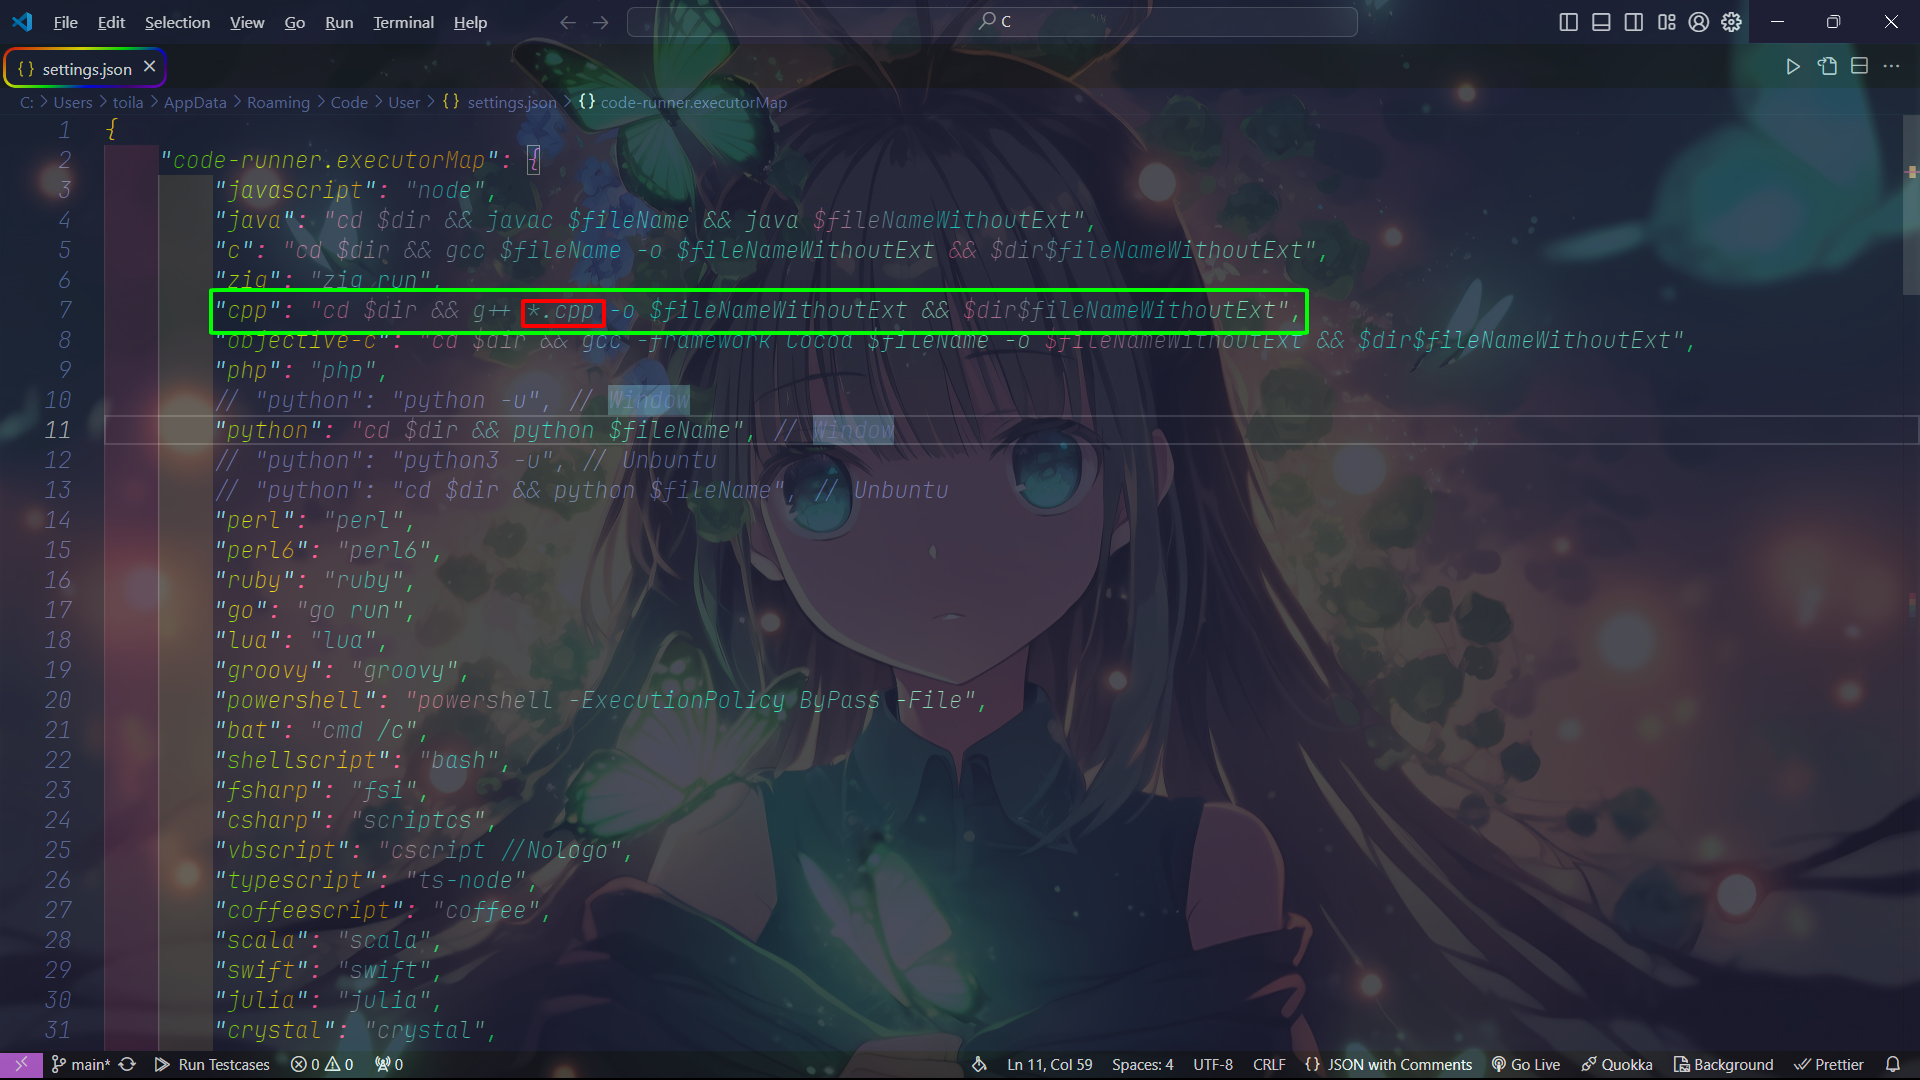 File Edit Selection View Go Run Terminal Help
C
{} settings.json
C: > Users > toila > AppData > Roaming > Code > User > {} settings.json > {} code-runner.executorMap
1 {
2 "code-runner.executorMap": {
3 "javascript": "node",
4 "java": "cd $dir && javac $fileName && java $fileNameWithoutExt",
5 "c": "cd $dir && gcc $fileName -o $fileNameWithoutExt && $dir$fileNameWithoutExt",
6 "zig": "zig run",
7 "cpp": "cd $dir && g++ *.cpp -o $fileNameWithoutExt && $dir$fileNameWithoutExt",
8 "objective-c": "cd $dir && gcc -framework Cocoa $fileName -o $fileNameWithoutExt && $dir$fileNameWithoutExt",
9 "php": "php",
10 // "python": "python -u", // Window
11 "python": "cd $dir && python $fileName", // Window
12 // "python": "python3 -u", // Unbuntu
13 // "python": "cd $dir && python $fileName", // Unbuntu
14 "perl": "perl",
15 "perl6": "perl6",
16 "ruby": "ruby",
17 "go": "go run",
18 "lua": "lua",
19 "groovy": "groovy",
20 "powershell": "powershell -ExecutionPolicy ByPass -File",
21 "bat": "cmd /c",
22 "shellscript": "bash",
23 "fsharp": "fsi",
24 "csharp": "scriptcs",
25 "vbscript": "cscript //Nologo",
26 "typescript": "ts-node",
27 "coffeescript": "coffee",
28 "scala": "scala",
29 "swift": "swift",
30 "julia": "julia",
31 "crystal": "crystal",
main* Run Testcases 0 0 0 Ln 11, Col 59 Spaces: 4 UTF-8 CRLF {} JSON with Comments Go Live Quokka Background Prettier